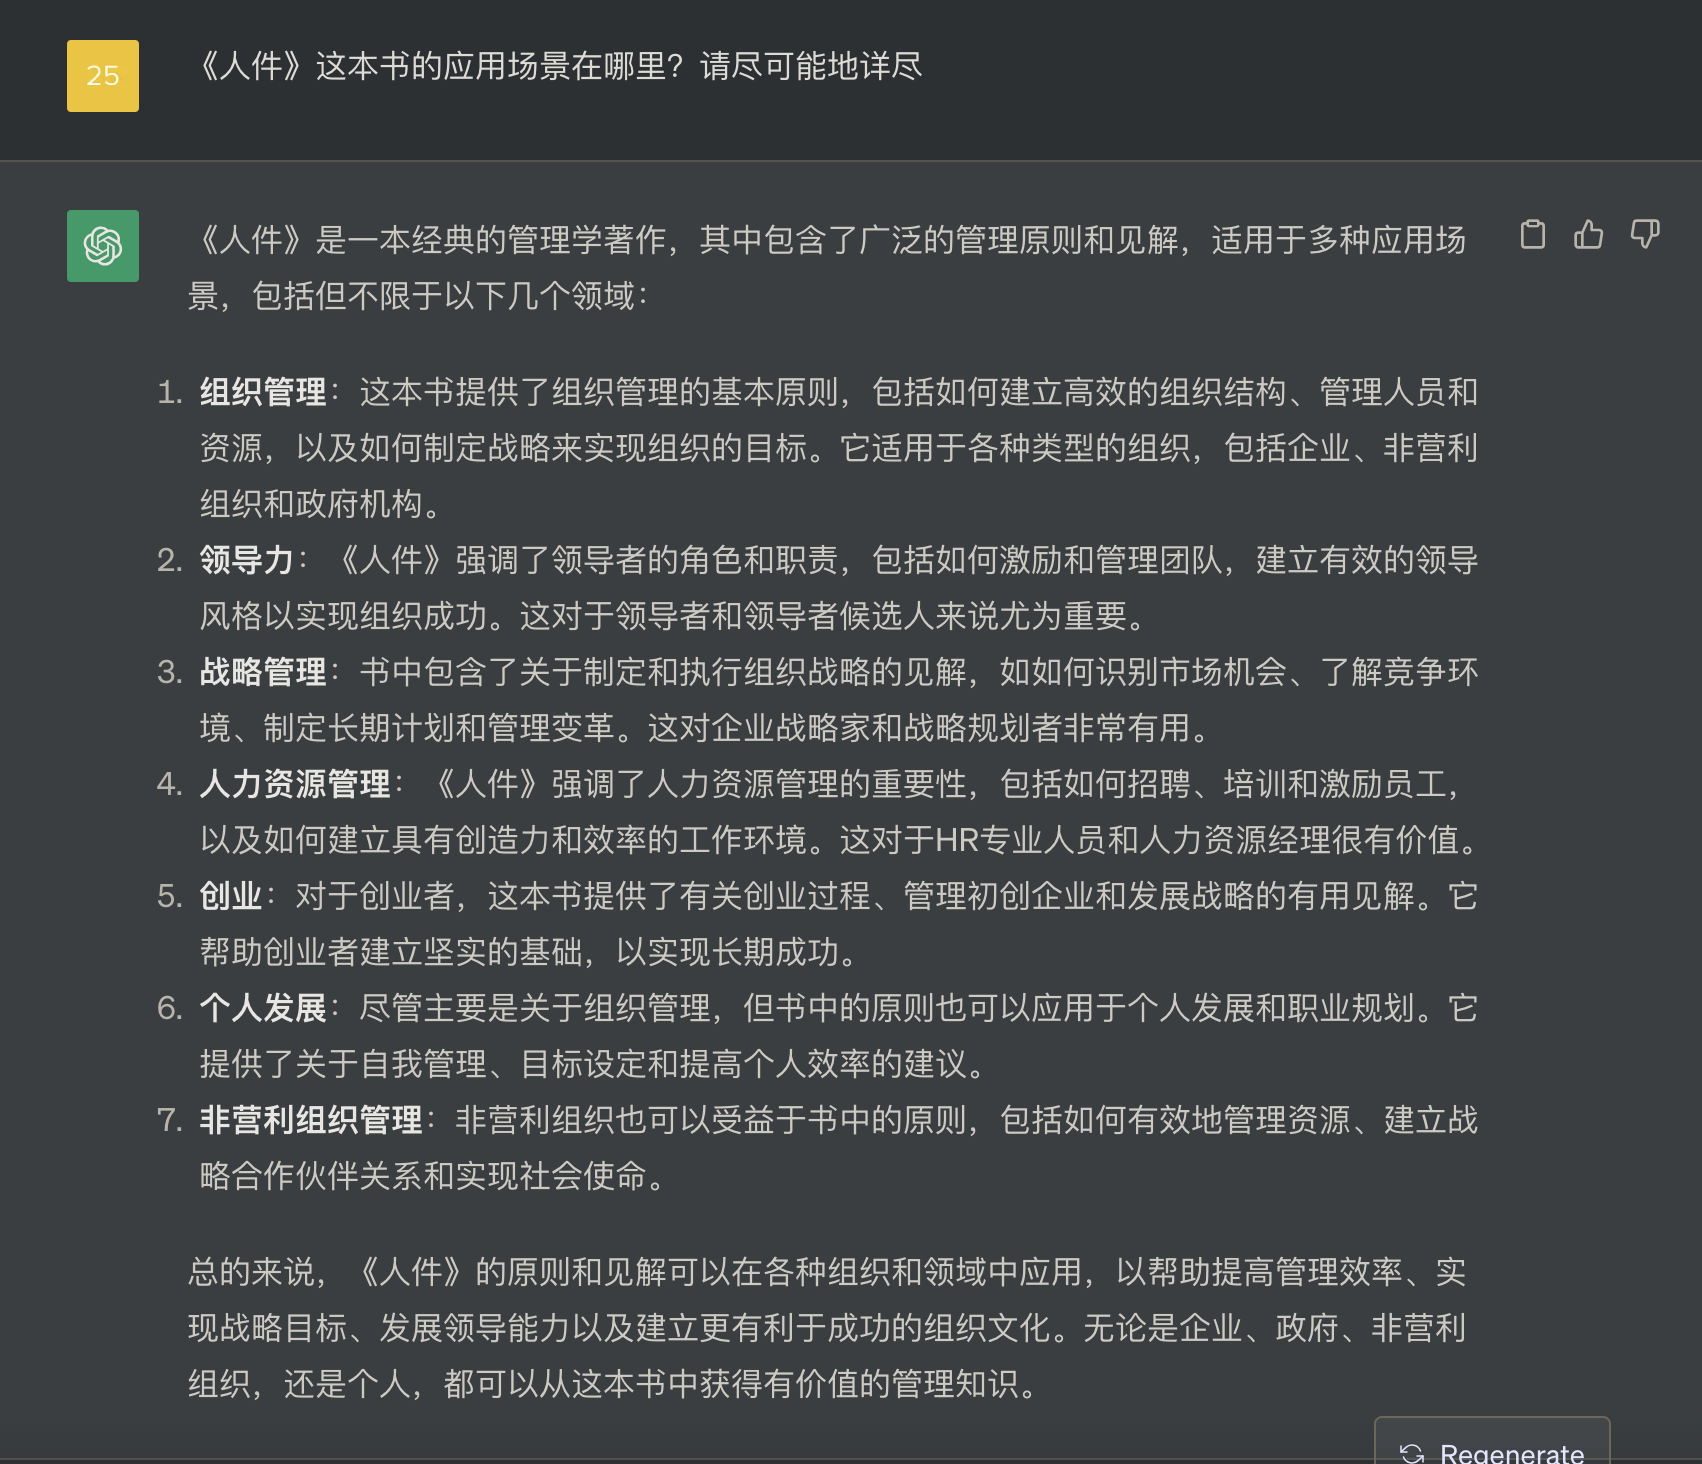 25
《人件》这本书的应用场景在哪里？请尽可能地详尽
《人件》是一本经典的管理学著作，其中包含了广泛的管理原则和见解，适用于多种应用场
景，包括但不限于以下几个领域：
1. 组织管理：这本书提供了组织管理的基本原则，包括如何建立高效的组织结构、管理人员和
资源，以及如何制定战略来实现组织的目标。它适用于各种类型的组织，包括企业、非营利
组织和政府机构。
2. 领导力：《人件》强调了领导者的角色和职责，包括如何激励和管理团队，建立有效的领导
风格以实现组织成功。这对于领导者和领导者候选人来说尤为重要。
3. 战略管理：书中包含了关于制定和执行组织战略的见解，如如何识别市场机会、了解竞争环
境、制定长期计划和管理变革。这对企业战略家和战略规划者非常有用。
4. 人力资源管理：《人件》强调了人力资源管理的重要性，包括如何招聘、培训和激励员工，
以及如何建立具有创造力和效率的工作环境。这对于HR专业人员和人力资源经理很有价值。
5. 创业：对于创业者，这本书提供了有关创业过程、管理初创企业和发展战略的有用见解。它
帮助创业者建立坚实的基础，以实现长期成功。
6. 个人发展：尽管主要是关于组织管理，但书中的原则也可以应用于个人发展和职业规划。它
提供了关于自我管理、目标设定和提高个人效率的建议。
7. 非营利组织管理：非营利组织也可以受益于书中的原则，包括如何有效地管理资源、建立战
略合作伙伴关系和实现社会使命。
总的来说，《人件》的原则和见解可以在各种组织和领域中应用，以帮助提高管理效率、实
现战略目标、发展领导能力以及建立更有利于成功的组织文化。无论是企业、政府、非营利
组织，还是个人，都可以从这本书中获得有价值的管理知识。
Regenerate